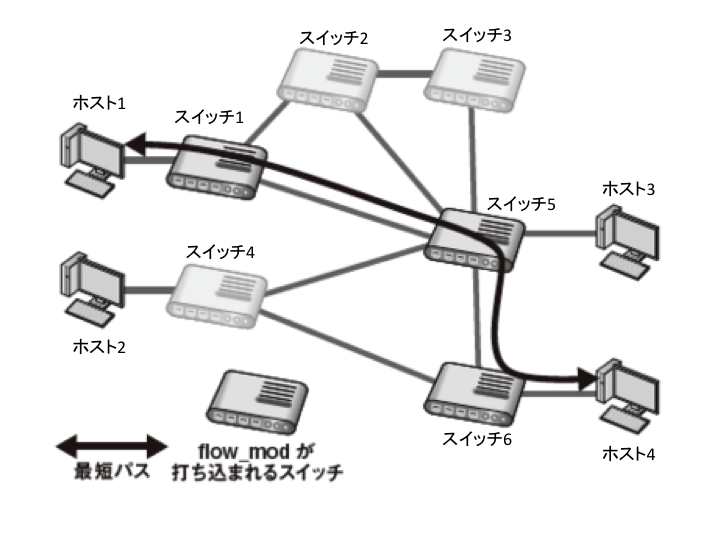 スイッチ2
スイッチ3
ホスト1
スイッチ1
ホスト3
スイッチ5
スイッチ4
ホスト2
スイッチ6
ホスト4
最短パス
flow_mod が
打ち込まれるスイッチ